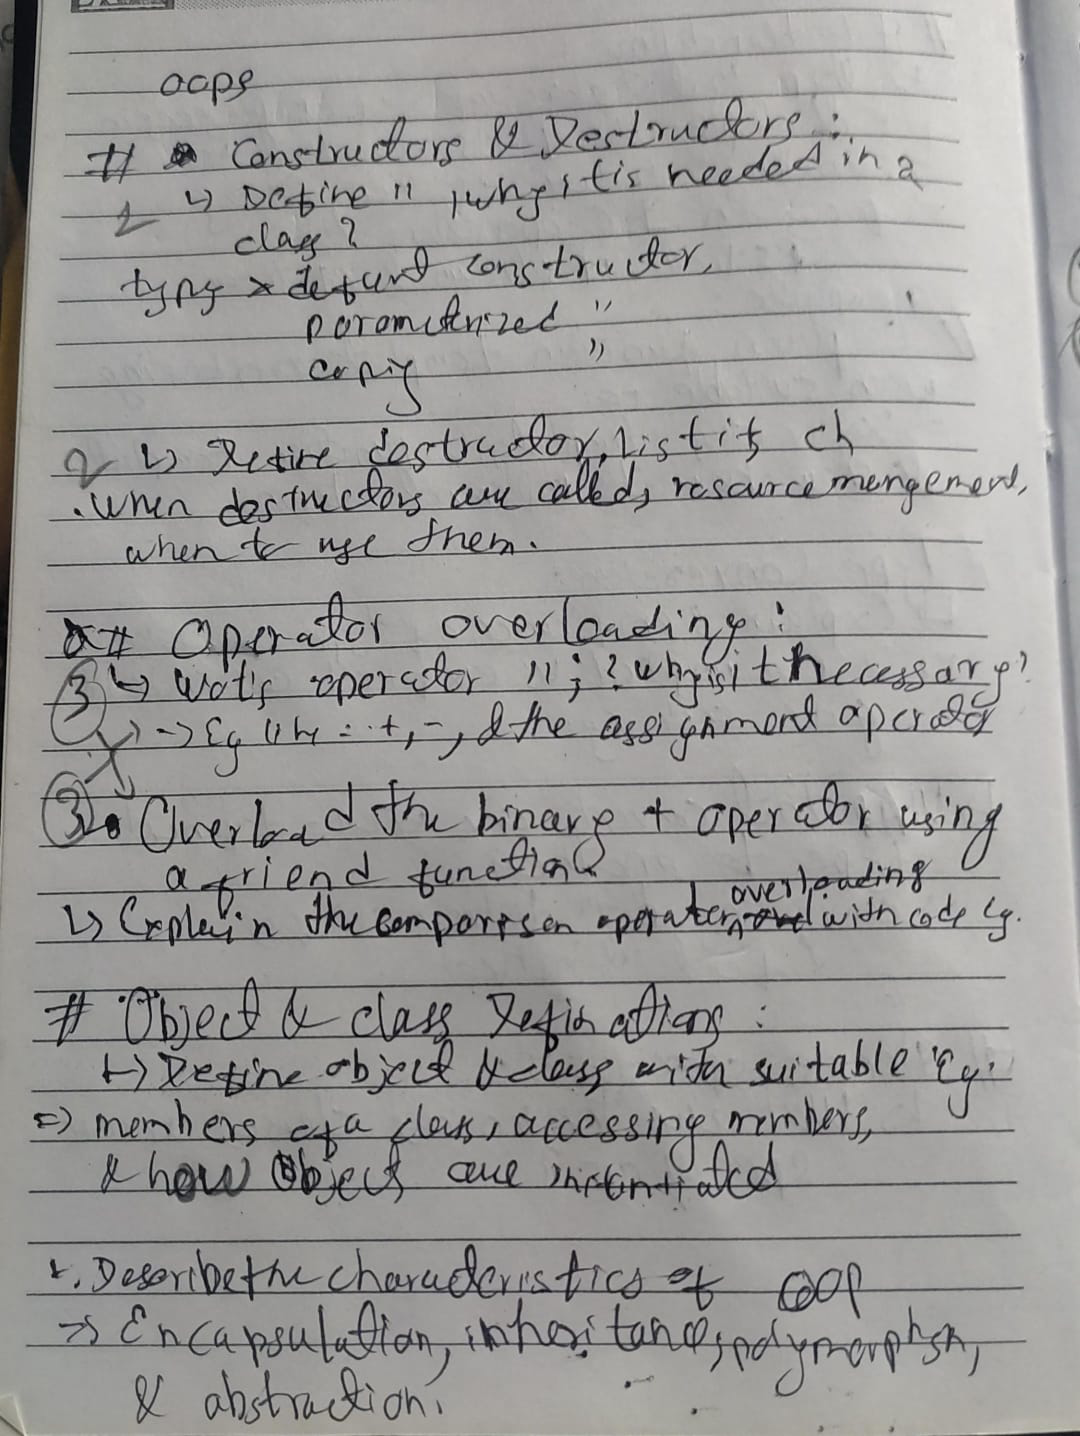 oops
# Constructors & Destructors :
↳ Define " , why it is needed in a
class ?
types * default constructor,
parameterized "
copy "
2 ↳ Define destructor, list its ch
. when destructors are called, resource mengement,
when to use them.
# Operator overloading :
③ ↳ Wat's operator " ; ? why is it necessary?
→ Eg like : +, -, & the assignment operator
③ • Overload the binary + operator using
a friend function
overloading
↳ Explain the comparison operator with code eg.
# Object & class Definations :
↳ Define object & class with suitable Eg.
⇒ members of a class, accessing members,
& how Objects are instantiated
. Describe the characteristics of OOP
→ Encapsulation, inheritance, polymorphsn,
& abstraction.